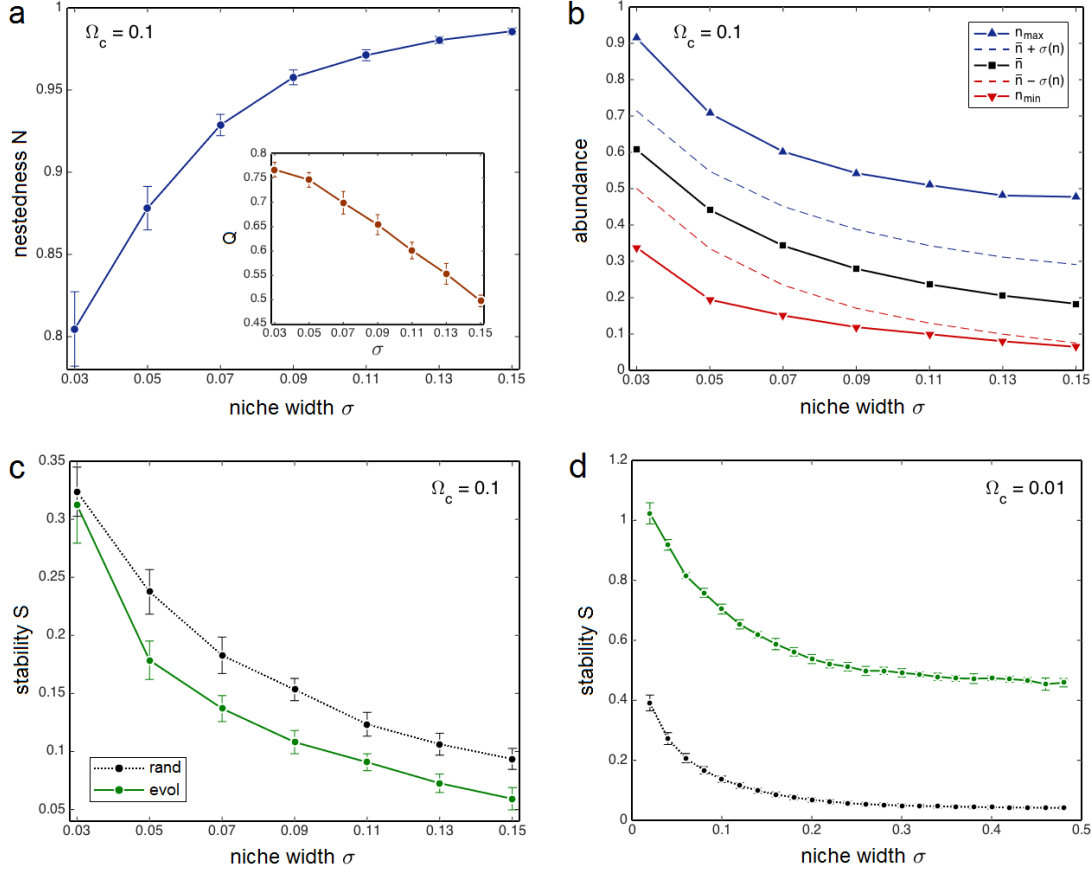 a
Ω_c = 0.1
nestedness N
1
0.95
0.9
0.85
0.8
0.03 0.05 0.07 0.09 0.11 0.13 0.15
niche width σ
Q
0.8
0.75
0.7
0.65
0.6
0.55
0.5
0.45
0.03 0.05 0.07 0.09 0.11 0.13 0.15
σ
b
Ω_c = 0.1
n_max
n̄ + σ(n)
n̄
n̄ − σ(n)
n_min
abundance
1
0.9
0.8
0.7
0.6
0.5
0.4
0.3
0.2
0.1
0
0.03 0.05 0.07 0.09 0.11 0.13 0.15
niche width σ
c
Ω_c = 0.1
stability S
0.35
0.3
0.25
0.2
0.15
0.1
0.05
rand
evol
0.03 0.05 0.07 0.09 0.11 0.13 0.15
niche width σ
d
Ω_c = 0.01
stability S
1.2
1
0.8
0.6
0.4
0.2
0
0 0.1 0.2 0.3 0.4 0.5
niche width σ